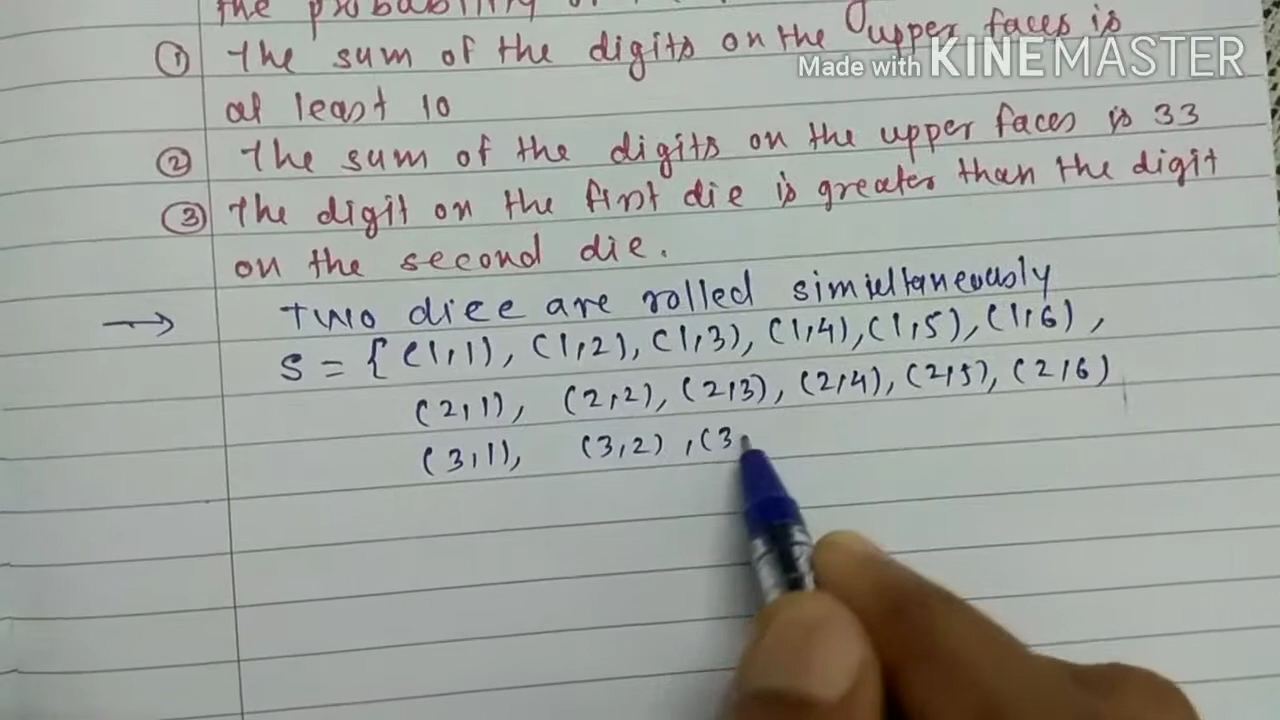 the probability of
① The sum of the digits on the upper faces is
Made with KINEMASTER
at least 10
② The sum of the digits on the upper faces is 33
③ The digit on the first die is greater than the digit
on the second die.
→ Two dice are rolled simultaneously
S = { (1,1), (1,2), (1,3), (1,4), (1,5), (1,6),
(2,1), (2,2), (2,3), (2,4), (2,5), (2,6)
(3,1), (3,2), (3